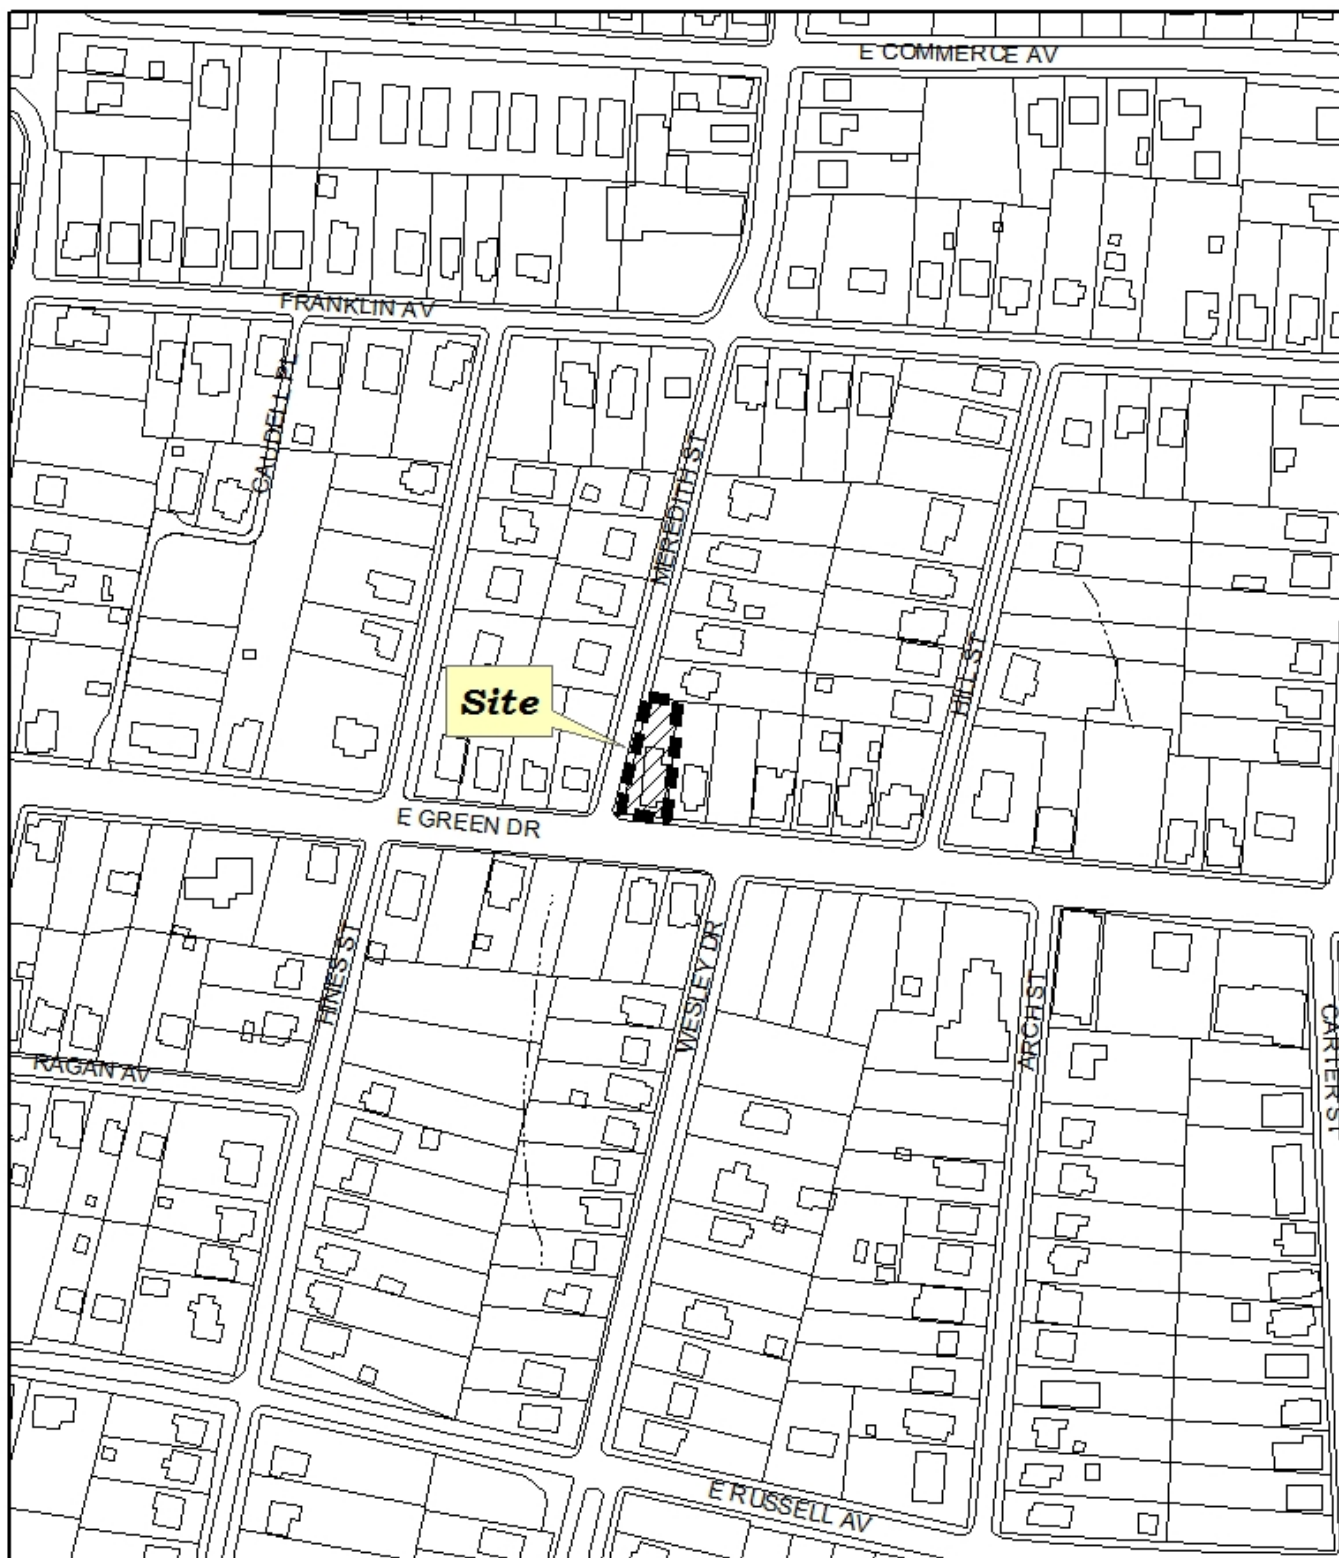 E COMMERCE AV
FRANKLIN AV
CAUDELL PL
MEREDITH ST
HILL ST
Site
E GREEN DR
HINES ST
WESLEY DR
ARCH ST
CARTER ST
RAGAN AV
E RUSSELL AV